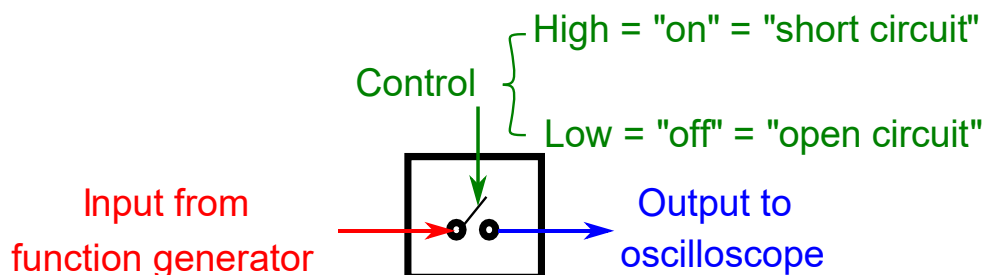 High = "on" = "short circuit"
Control
Low = "off" = "open circuit"
Input from
function generator
Output to
oscilloscope